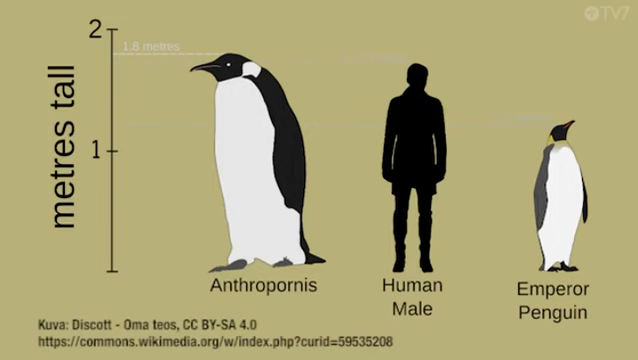 TV7
2
1.8 metres
metres tall
1
Anthropornis
Human
Male
Emperor
Penguin
Kuva: Discott - Oma teos, CC BY-SA 4.0
https://commons.wikimedia.org/w/index.php?curid=59535208